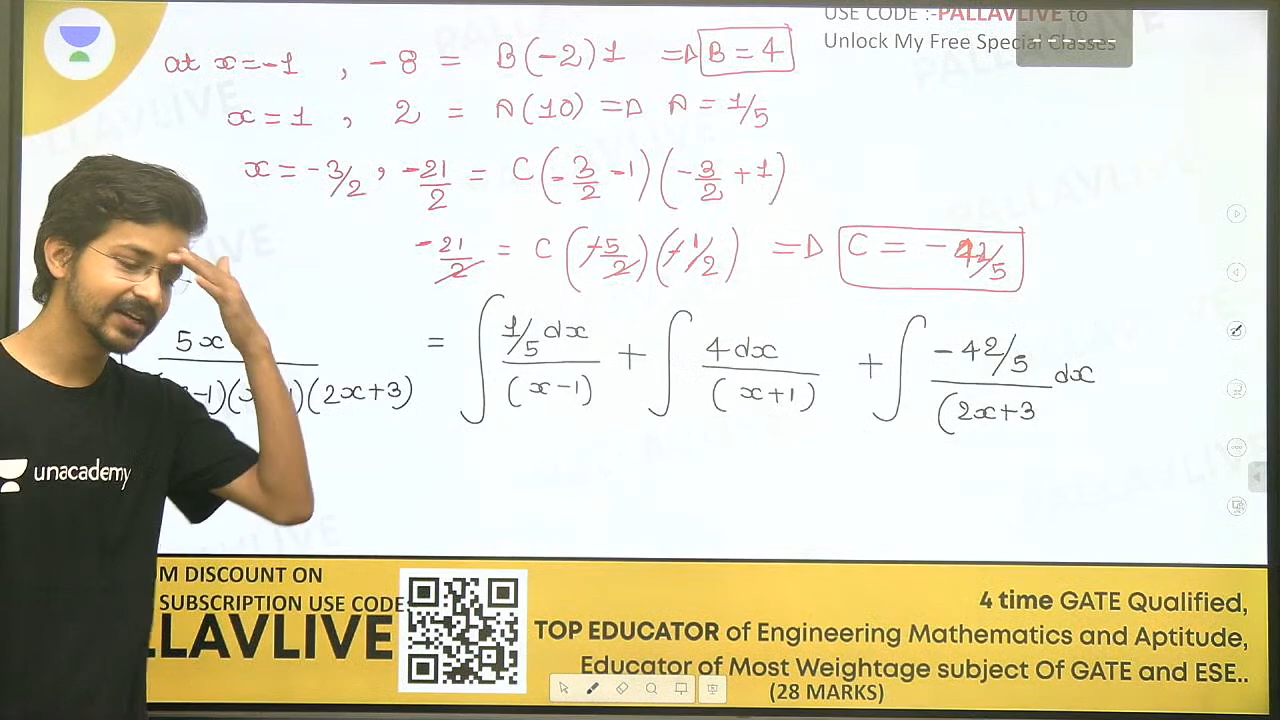 USE CODE :-PALLAVLIVE to
Unlock My Free Special Classes
at x=-1 , -8 = B(-2)1 => B=4
x=1 , 2 = A(10) => A=1/5
x=-3/2 , -21/2 = C(-3/2 -1)(-3/2 +1)
-21/2 = C(-5/2)(-1/2) => C = -42/5
5x
-1)(x 1)(2x+3) = ∫ 1/5 dx/(x-1) + ∫ 4dx/(x+1) + ∫ -42/5/(2x+3 dx
unacademy
M DISCOUNT ON
SUBSCRIPTION USE CODE:
LLAVLIVE
4 time GATE Qualified,
TOP EDUCATOR of Engineering Mathematics and Aptitude,
Educator of Most Weightage subject Of GATE and ESE..
(28 MARKS)